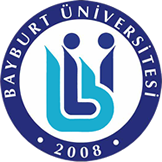 BAYBURT ÜNİVERSİTESİ
• 2008 •